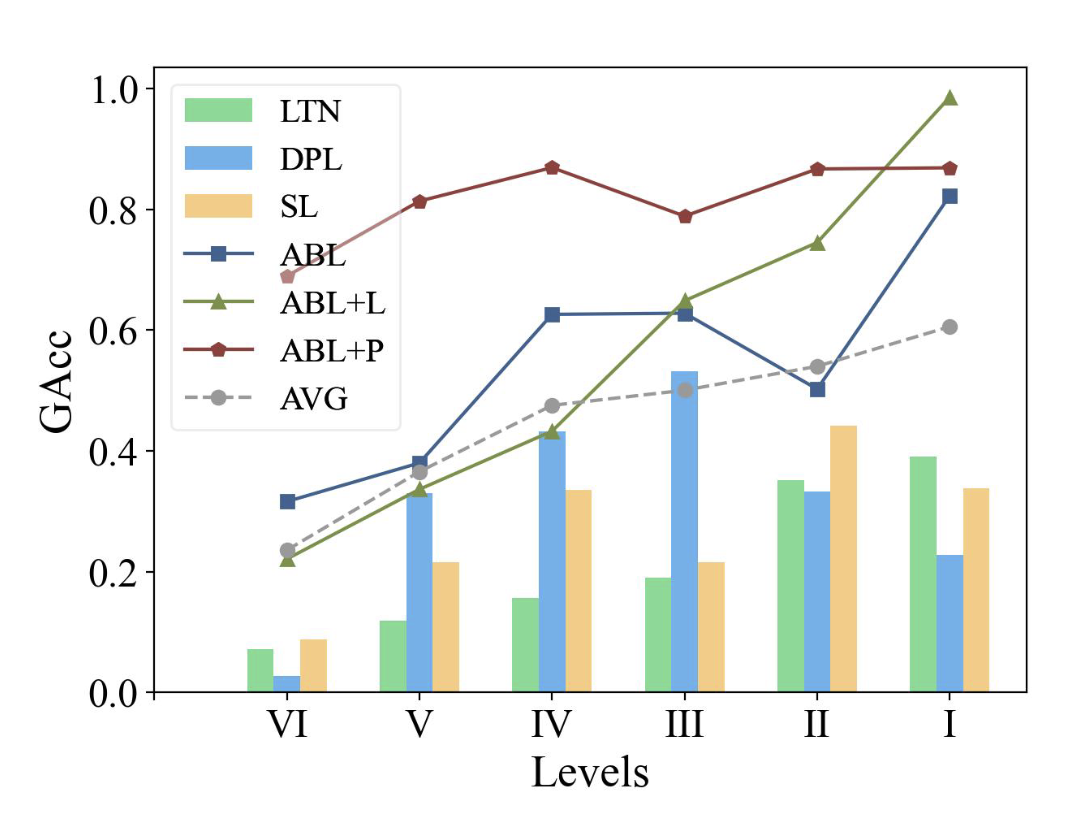 1.0
0.8
0.6
0.4
0.2
0.0
GAcc
LTN
DPL
SL
ABL
ABL+L
ABL+P
AVG
VI V IV III II I
Levels